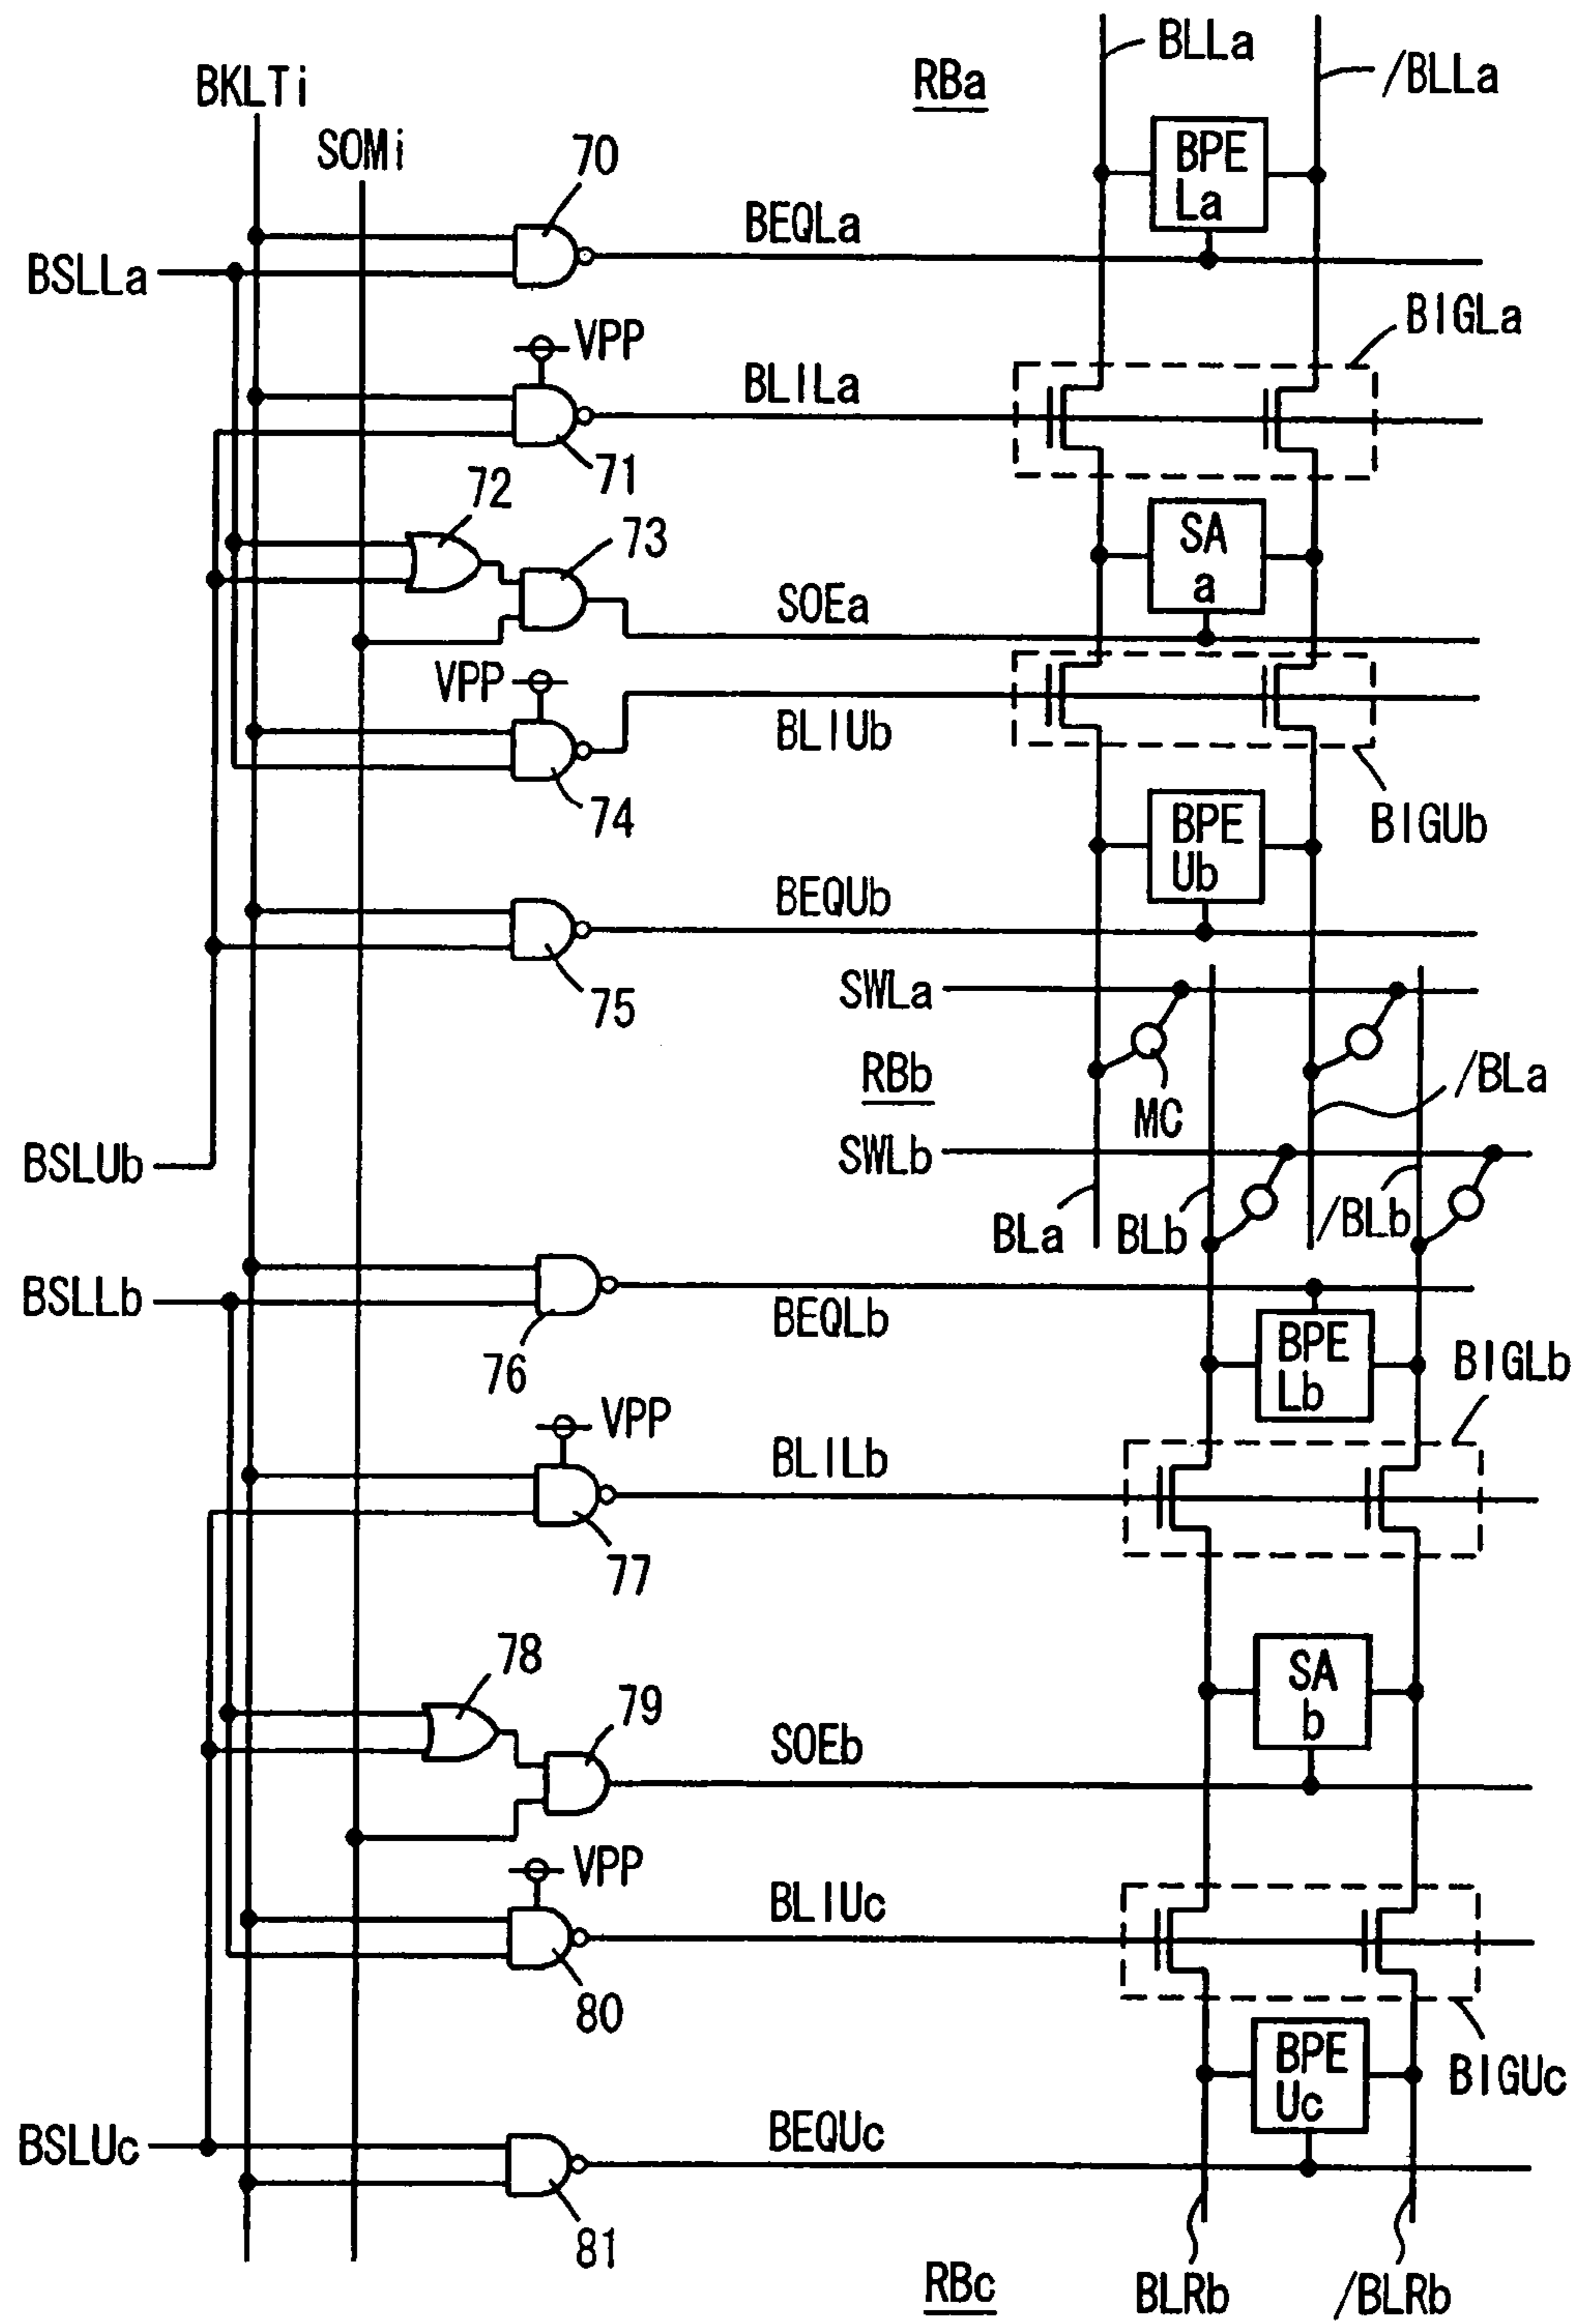 BLLa
/BLLa
RBa
BKLTi
SOMi
70
BPE
La
BEQLa
BSLLa
BIGLa
VPP
BLILa
71
72
73
SA
a
SOEa
VPP
BLIUb
74
BIGUb
BPE
Ub
BEQUb
75
SWLa
RBb
MC
/BLa
BSLUb
SWLb
BLa
BLb
/BLb
BSLLb
BEQLb
76
BPE
Lb
BIGLb
VPP
BLILb
77
78
79
SA
b
SOEb
VPP
BLIUc
80
BPE
Uc
BIGUc
BSLUc
BEQUc
81
RBc
BLRb
/BLRb